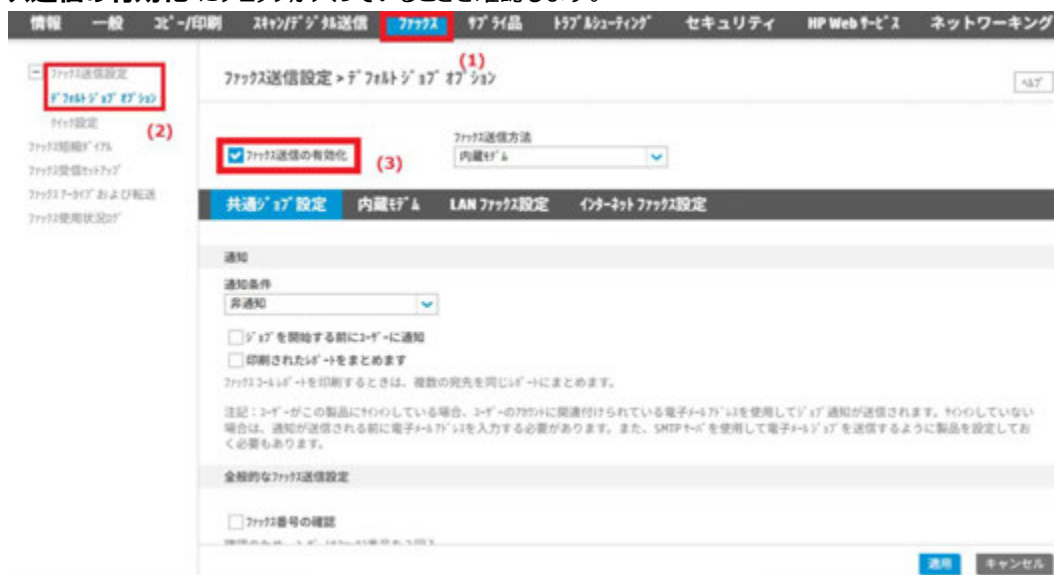 ス送信の有効化"にチェックが入っていることを確認します。
情報 一般 ｺﾋﾟｰ/印刷 ｽｷｬﾝ/ﾃﾞｼﾞﾀﾙ送信 ﾌｧｯｸｽ ｻﾌﾟﾗｲ品 ﾄﾗﾌﾞﾙｼｭｰﾃｨﾝｸﾞ セキュリティ HP Web ｻｰﾋﾞｽ ネットワーキング
(1)
ﾌｧｯｸｽ送信設定
ﾃﾞﾌｫﾙﾄ ｼﾞｮﾌﾞ ｵﾌﾟｼｮﾝ
ｸｲｯｸ設定
(2)
ﾌｧｯｸｽ短縮ﾀﾞｲﾔﾙ
ﾌｧｯｸｽ受信ｾｯﾄｱｯﾌﾟ
ﾌｧｯｸｽ ｱｰｶｲﾌﾞおよび転送
ﾌｧｯｸｽ使用状況ﾛｸﾞ
ﾌｧｯｸｽ送信設定 > ﾃﾞﾌｫﾙﾄ ｼﾞｮﾌﾞ ｵﾌﾟｼｮﾝ
ﾍﾙﾌﾟ
ﾌｧｯｸｽ送信の有効化
(3)
ﾌｧｯｸｽ送信方法
内蔵ﾓﾃﾞﾑ
共通ｼﾞｮﾌﾞ設定 内蔵ﾓﾃﾞﾑ LAN ﾌｧｯｸｽ設定 ｲﾝﾀｰﾈｯﾄ ﾌｧｯｸｽ設定
通知
通知条件
非通知
ｼﾞｮﾌﾞを開始する前にﾕｰｻﾞｰに通知
印刷されたﾚﾎﾟｰﾄをまとめます
ﾌｧｯｸｽ ｺｰﾙ ﾚﾎﾟｰﾄを印刷するときは、複数の宛先を同じﾚﾎﾟｰﾄにまとめます。
注記：ﾕｰｻﾞｰがこの製品にｻｲﾝｲﾝしている場合、ﾕｰｻﾞｰのｱｶｳﾝﾄに関連付けられている電子ﾒｰﾙ ｱﾄﾞﾚｽを使用してｼﾞｮﾌﾞ通知が送信されます。ｻｲﾝｲﾝしていない
場合は、通知が送信される前に電子ﾒｰﾙ ｱﾄﾞﾚｽを入力する必要があります。また、SMTP ｻｰﾊﾞを使用して電子ﾒｰﾙ ｼﾞｮﾌﾞを送信するように製品を設定してお
く必要もあります。
全般的なﾌｧｯｸｽ送信設定
ﾌｧｯｸｽ番号の確認
適用 キャンセル